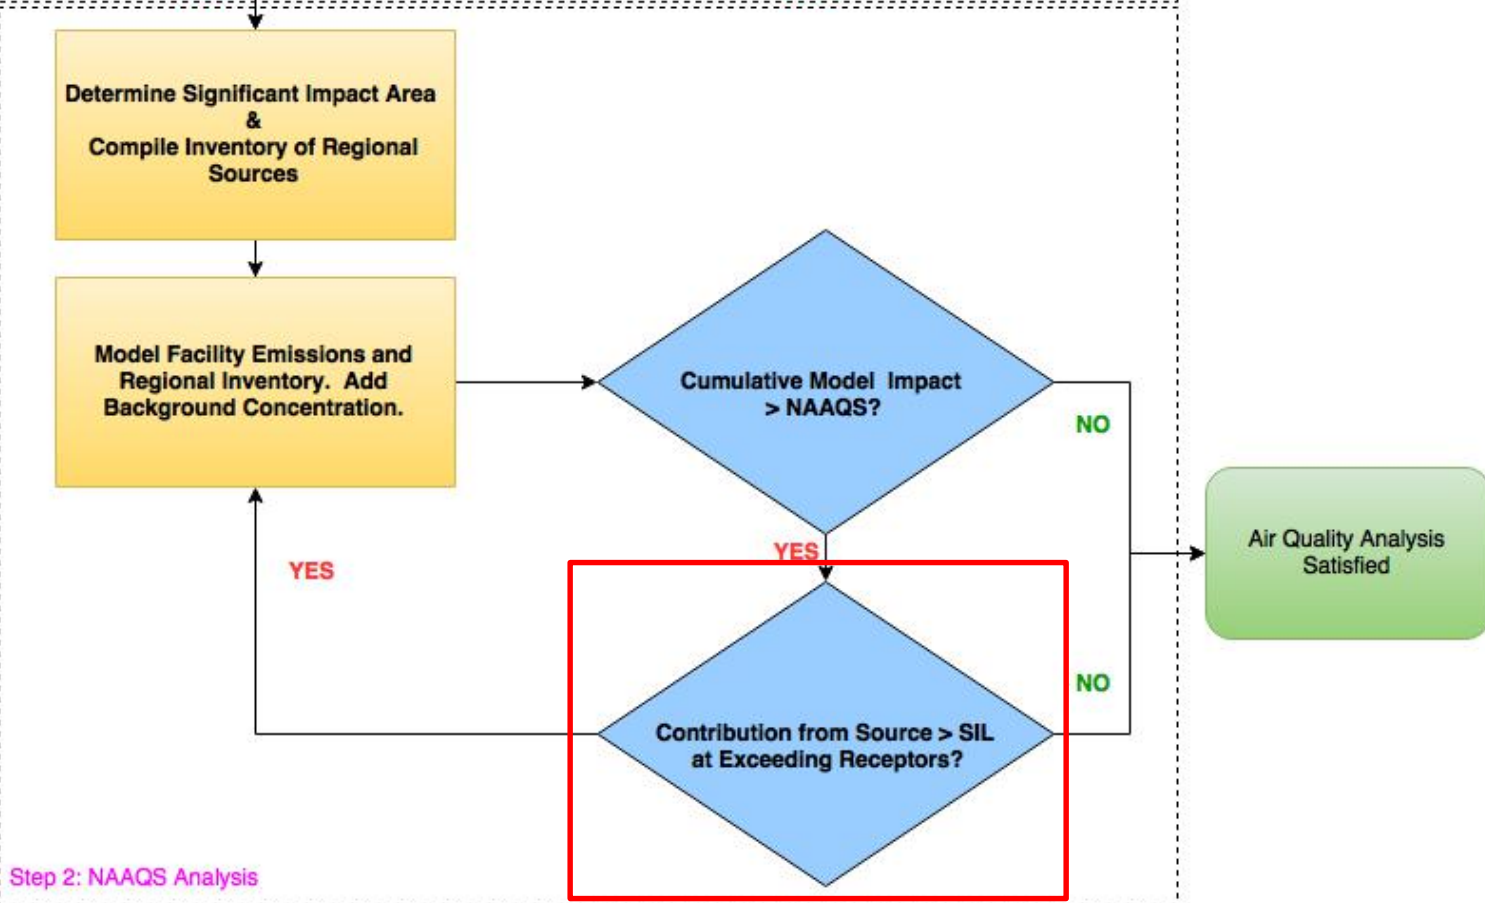 Determine Significant Impact Area
&
Compile Inventory of Regional
Sources
Model Facility Emissions and
Regional Inventory. Add
Background Concentration.
Cumulative Model Impact
> NAAQS?
NO
YES
YES
Air Quality Analysis
Satisfied
Contribution from Source > SIL
at Exceeding Receptors?
NO
Step 2: NAAQS Analysis